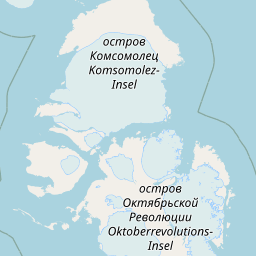 остров
Комсомолец
Komsomolez-
Insel
остров
Октябрьской
Революции
Oktoberrevolutions-
Insel